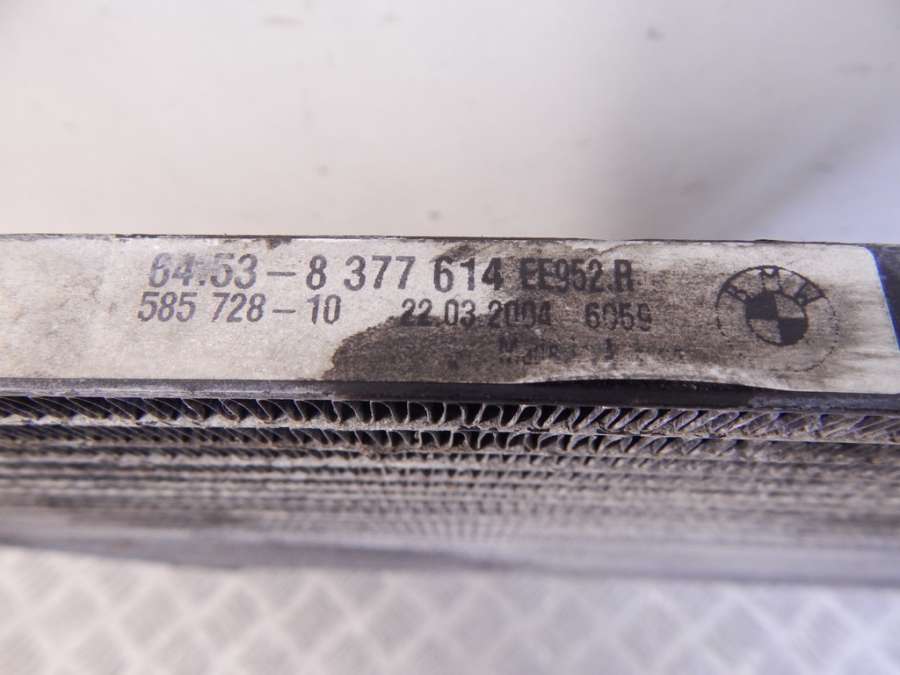 64.53-8 377 614 EE952.R
585 728-10 22.03.2004 6059
BMW